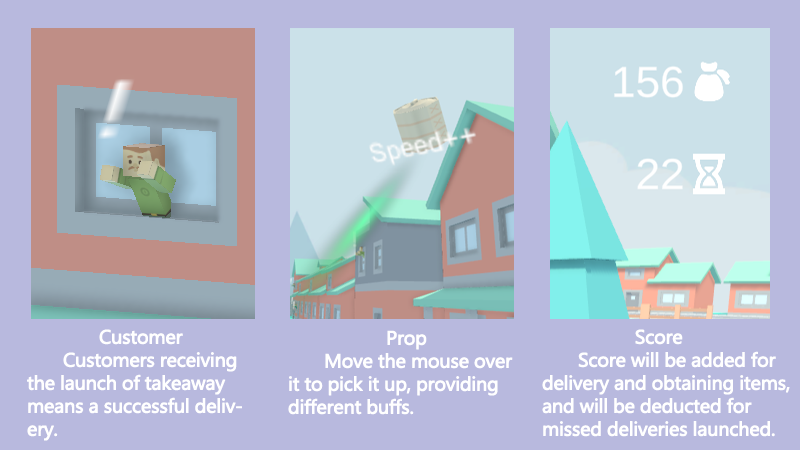 Speed++
156
22
Customer
Customers receiving
the launch of takeaway
means a successful deliv-
ery.
Prop
Move the mouse over
it to pick it up, providing
different buffs.
Score
Score will be added for
delivery and obtaining items,
and will be deducted for
missed deliveries launched.